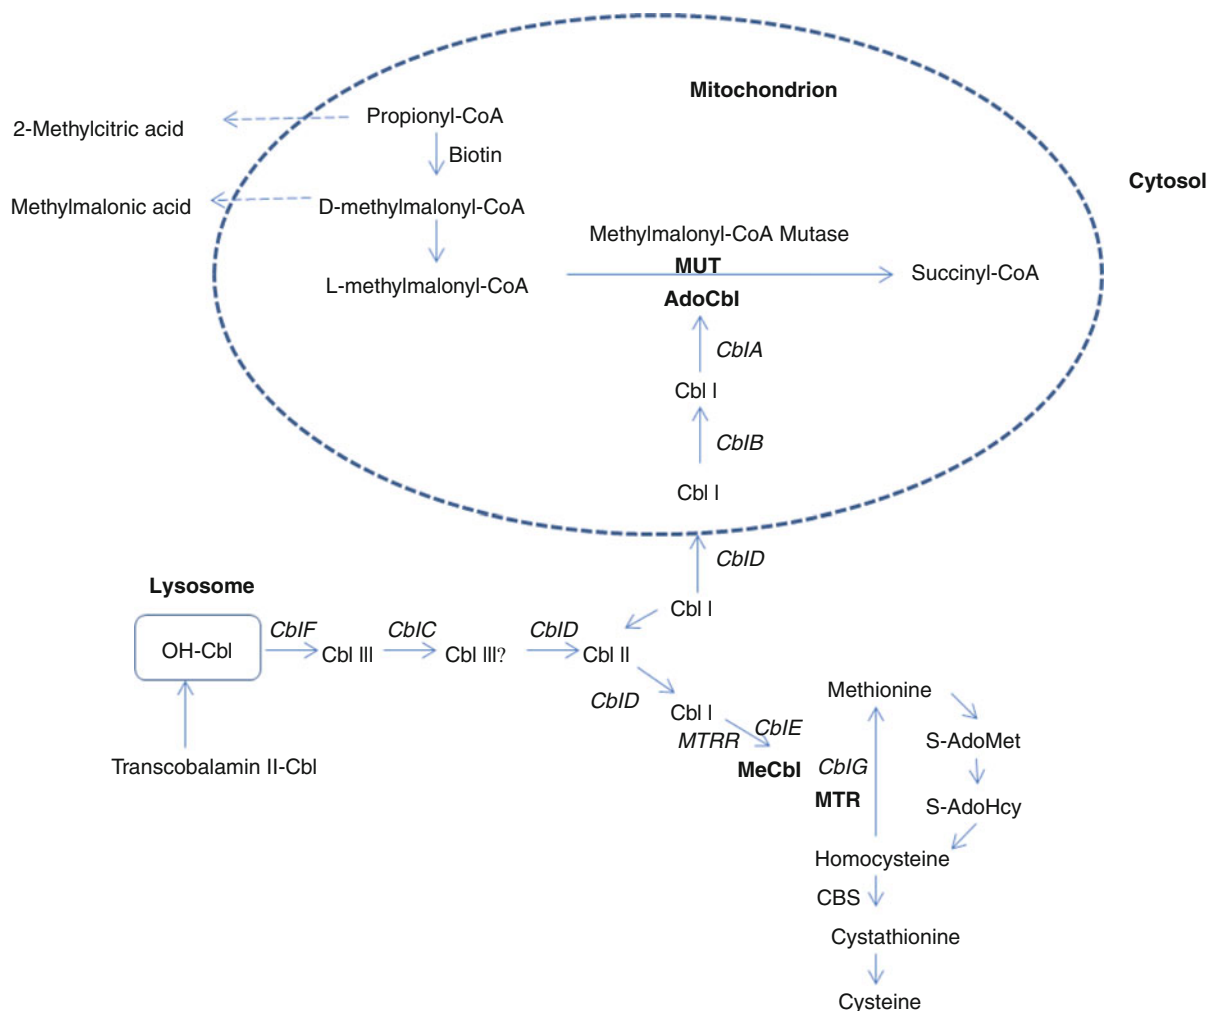 Mitochondrion
2-Methylcitric acid
Propionyl-CoA
Biotin
Cytosol
Methylmalonic acid
D-methylmalonyl-CoA
Methylmalonyl-CoA Mutase
MUT
L-methylmalonyl-CoA
Succinyl-CoA
AdoCbl
CblA
Cbl I
CblB
Cbl I
CblD
Lysosome
Cbl I
OH-Cbl
CblF
Cbl III
CblC
Cbl III?
CblD
Cbl II
CblD
Cbl I
CblE
MTRR
MeCbl
Transcobalamin II-Cbl
Methionine
S-AdoMet
CblG
MTR
S-AdoHcy
Homocysteine
CBS
Cystathionine
Cysteine